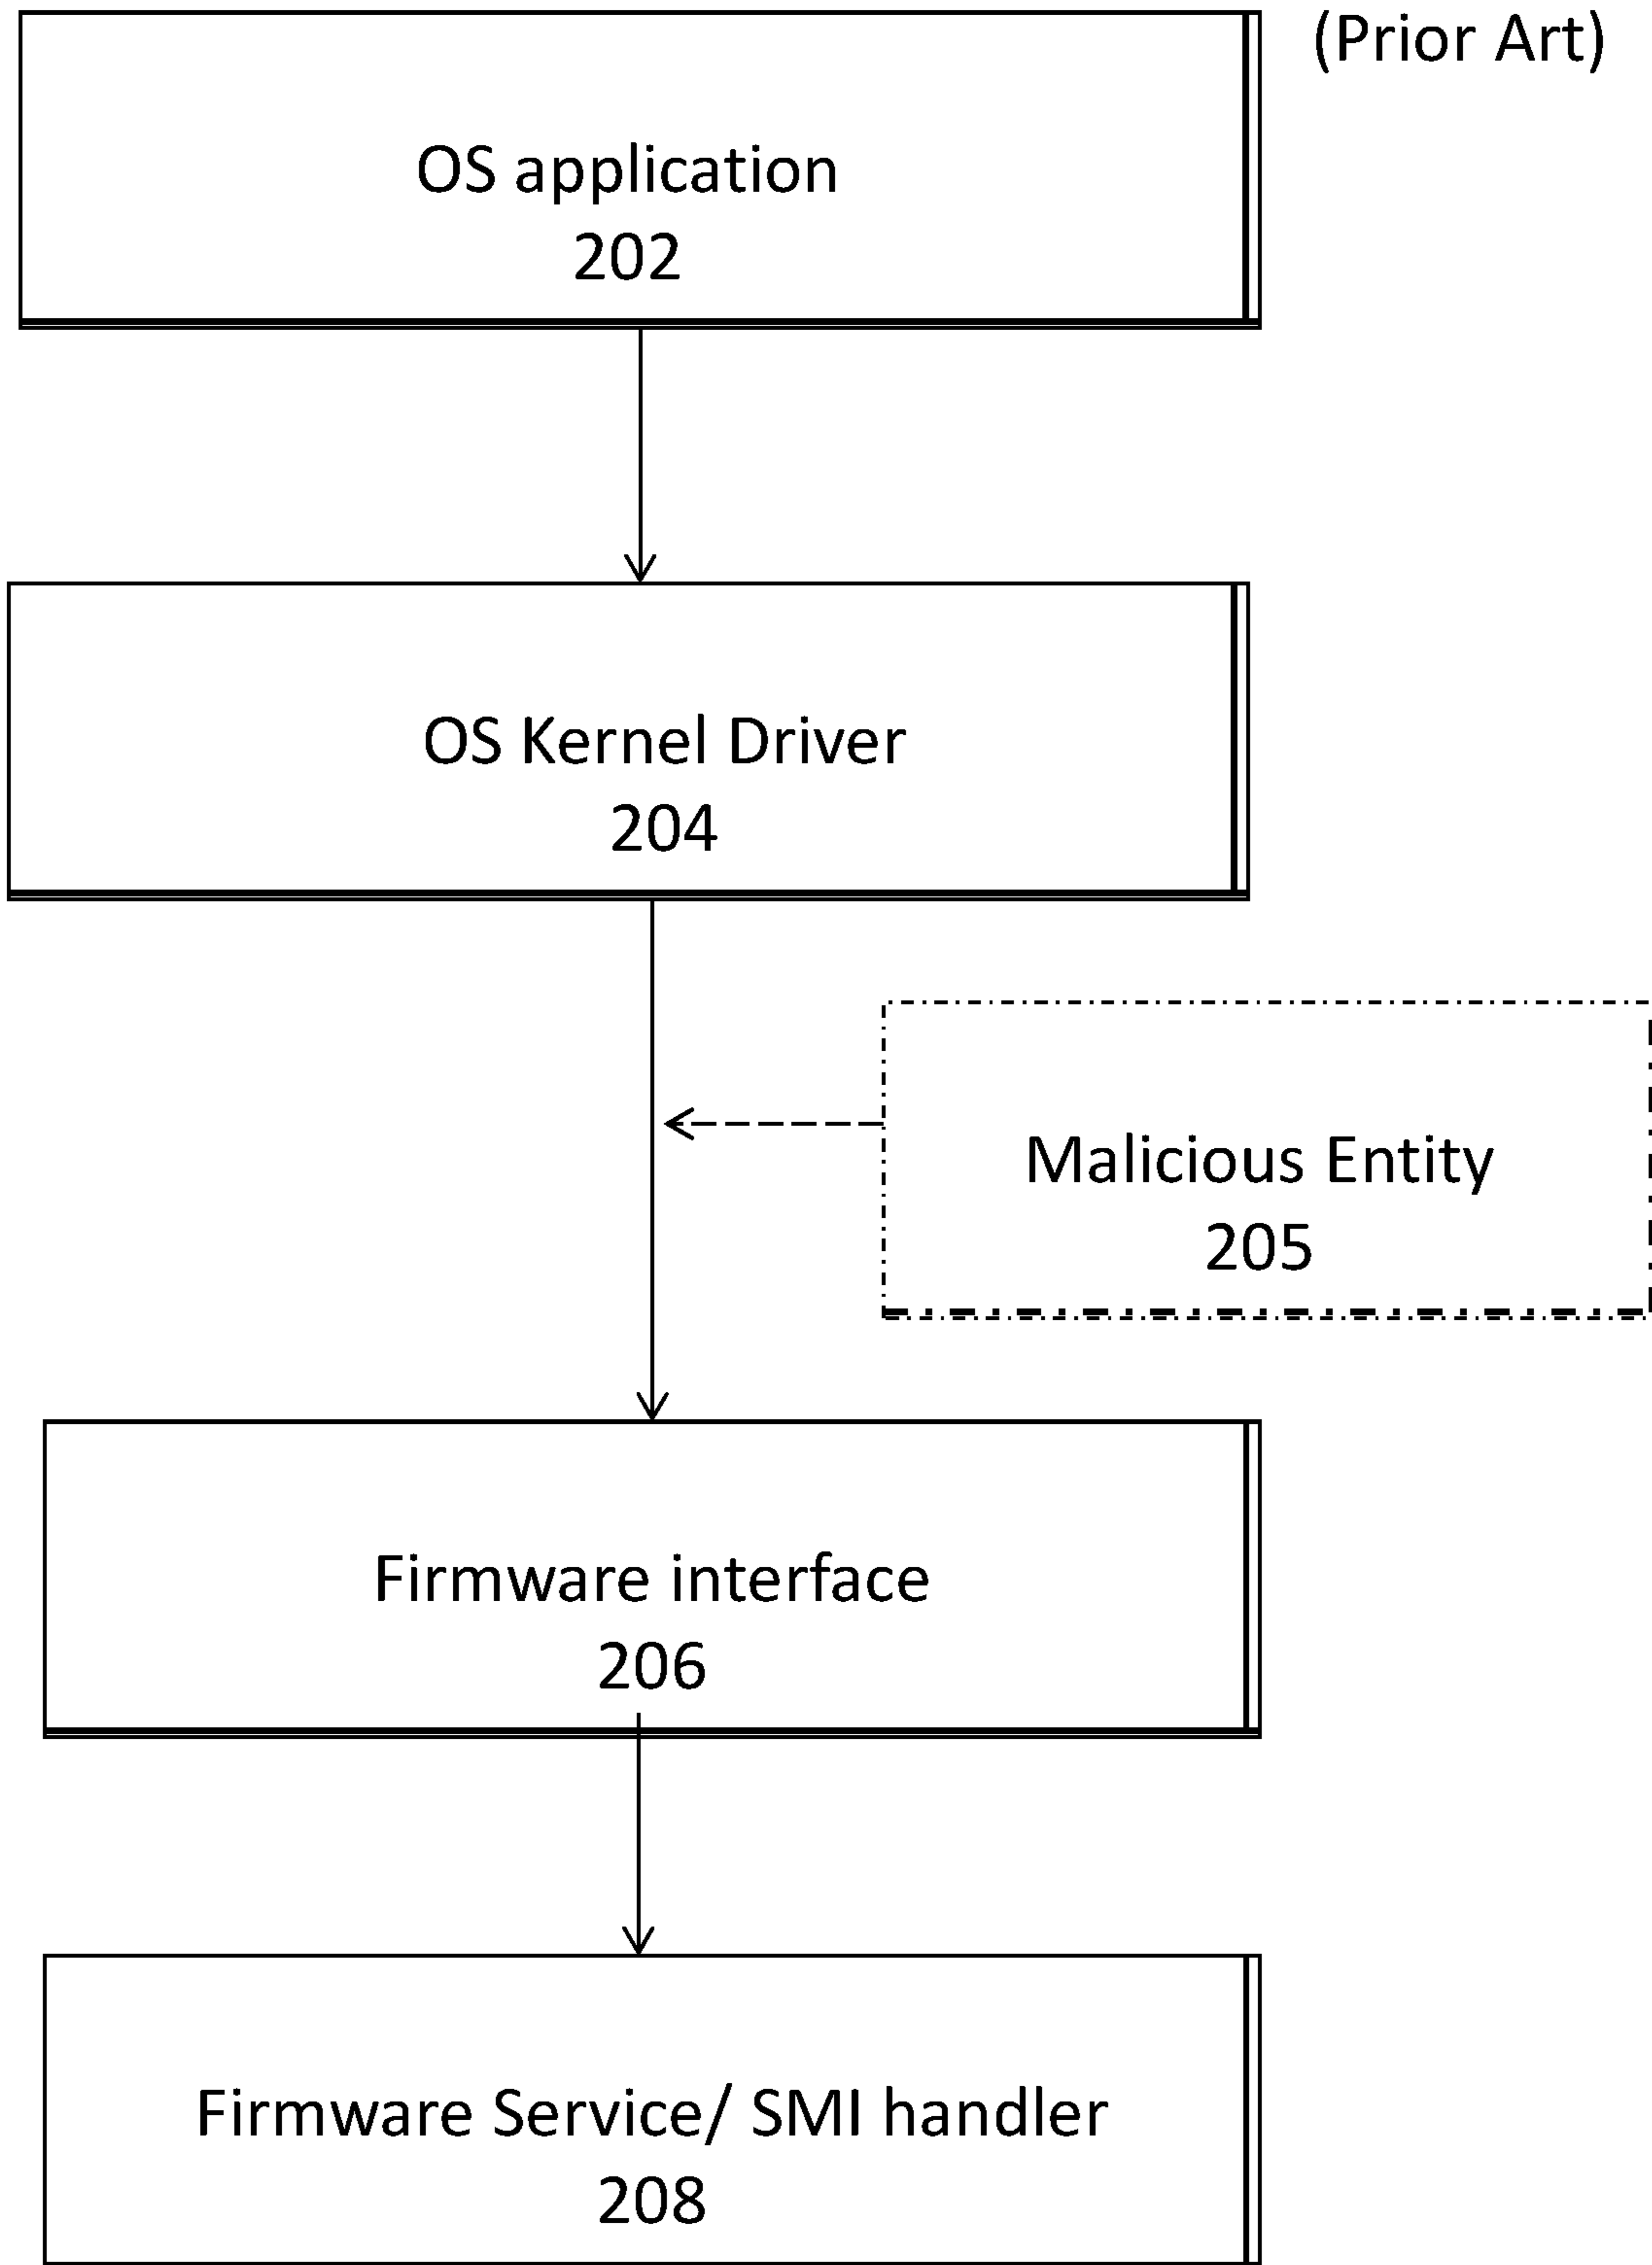 (Prior Art)
OS application
202
OS Kernel Driver
204
Malicious Entity
205
Firmware interface
206
Firmware Service/ SMI handler
208